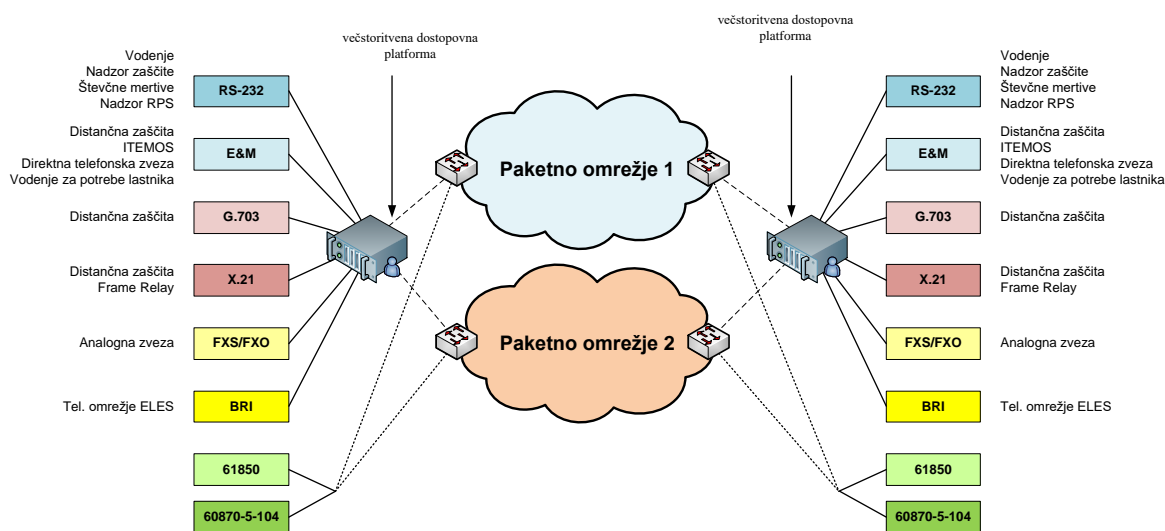 večstoritvena dostopovna
platforma
večstoritvena dostopovna
platforma
Vodenje
Nadzor zaščite
Števčne mertive
Nadzor RPS
RS-232
Distančna zaščita
ITEMOS
Direktna telefonska zveza
Vodenje za potrebe lastnika
E&M
Distančna zaščita
G.703
Distančna zaščita
Frame Relay
X.21
Analogna zveza
FXS/FXO
Tel. omrežje ELES
BRI
61850
60870-5-104
Paketno omrežje 1
Paketno omrežje 2
RS-232
Vodenje
Nadzor zaščite
Števčne mertive
Nadzor RPS
E&M
Distančna zaščita
ITEMOS
Direktna telefonska zveza
Vodenje za potrebe lastnika
G.703
Distančna zaščita
X.21
Distančna zaščita
Frame Relay
FXS/FXO
Analogna zveza
BRI
Tel. omrežje ELES
61850
60870-5-104